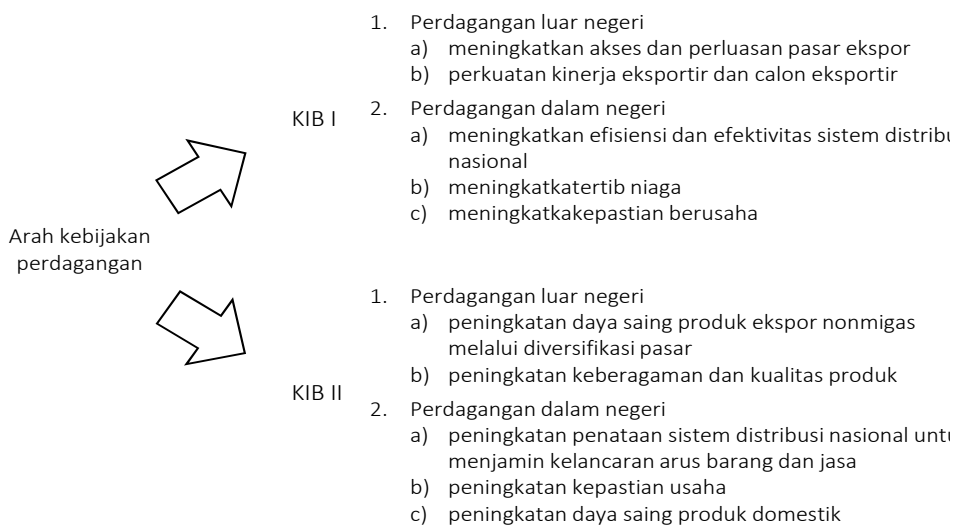 1. Perdagangan luar negeri
a) meningkatkan akses dan perluasan pasar ekspor
b) perkuatan kinerja eksportir dan calon eksportir
KIB I
2. Perdagangan dalam negeri
a) meningkatkan efisiensi dan efektivitas sistem
nasional
b) meningkatkatertib niaga
c) meningkatkakepastian berusaha
Arah kebijakan
perdagangan
1. Perdagangan luar negeri
a) peningkatan daya saing produk ekspor nonmigas
melalui diversifikasi pasar
b) peningkatan keberagaman dan kualitas produk
KIB II
2. Perdagangan dalam negeri
a) peningkatan penataan sistem distribusi nasional
menjamin kelancaran arus barang dan jasa
b) peningkatan kepastian usaha
c) peningkatan daya saing produk domestik